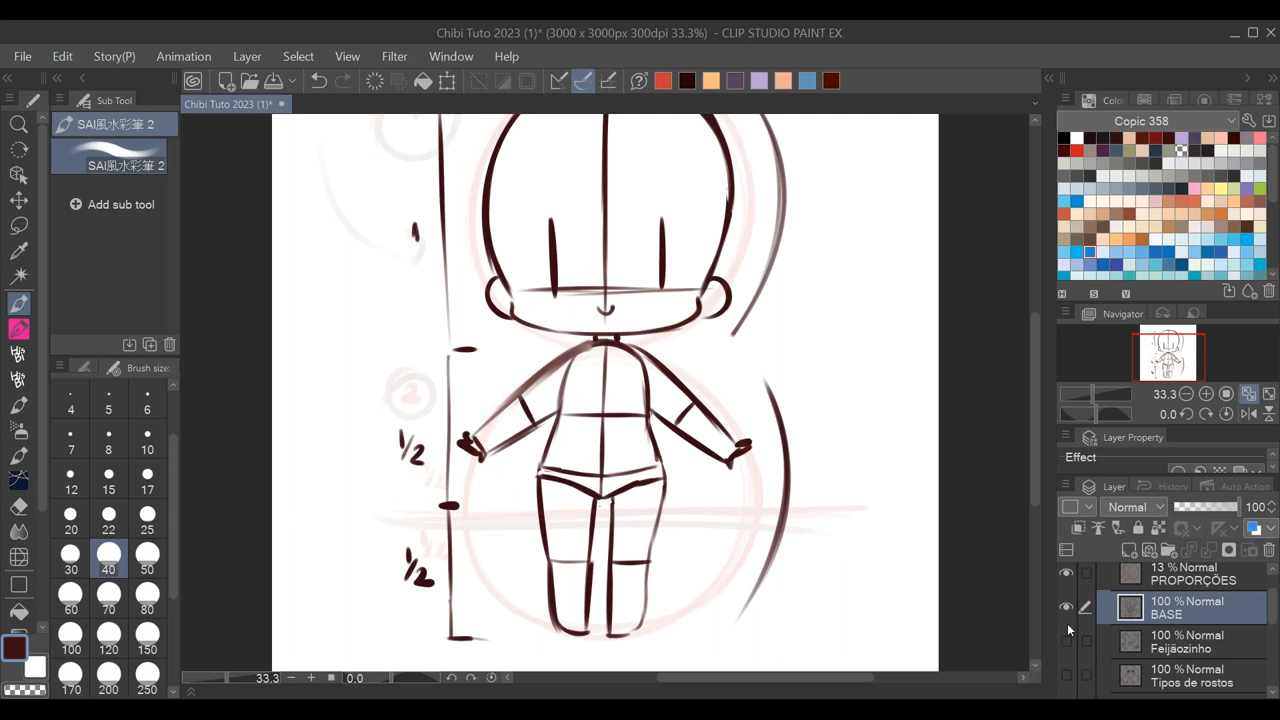 Chibi Tuto 2023 (1)* (3000 x 3000px 300dpi 33.3%) - CLIP STUDIO PAINT EX
File Edit Story(P) Animation Layer Select View Filter Window Help
Sub Tool
Chibi Tuto 2023 (1)*
SAI風水彩筆 2
SAI風水彩筆 2
Add sub tool
Brush size:
4 5 6
7 8 10
12 15 17
20 22 25
30 40 50
60 70 80
100 120 150
170 200 250
1
2
1/2
1/2
33.3
0.0
Copic 358
H S V
Navigator
33.3
0.0
Layer Property
Effect
Layer History Auto Action
Normal 100
13 % Normal
PROPORÇÕES
100 % Normal
BASE
100 % Normal
Feijãozinho
100 % Normal
Tipos de rostos